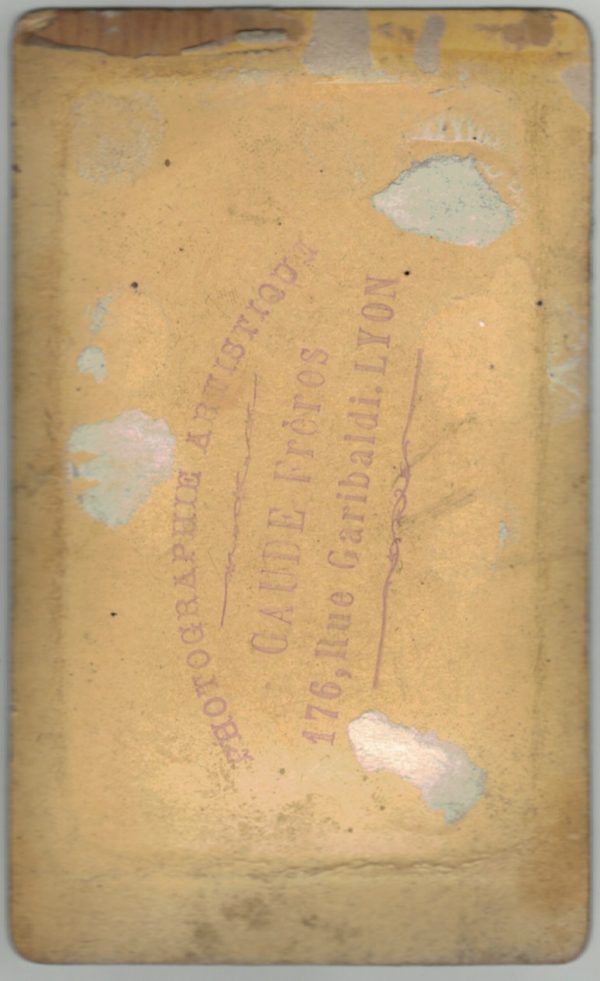 PHOTOGRAPHIE ARTISTIQUE
GAUDE Frères
176, Rue Garibaldi. LYON